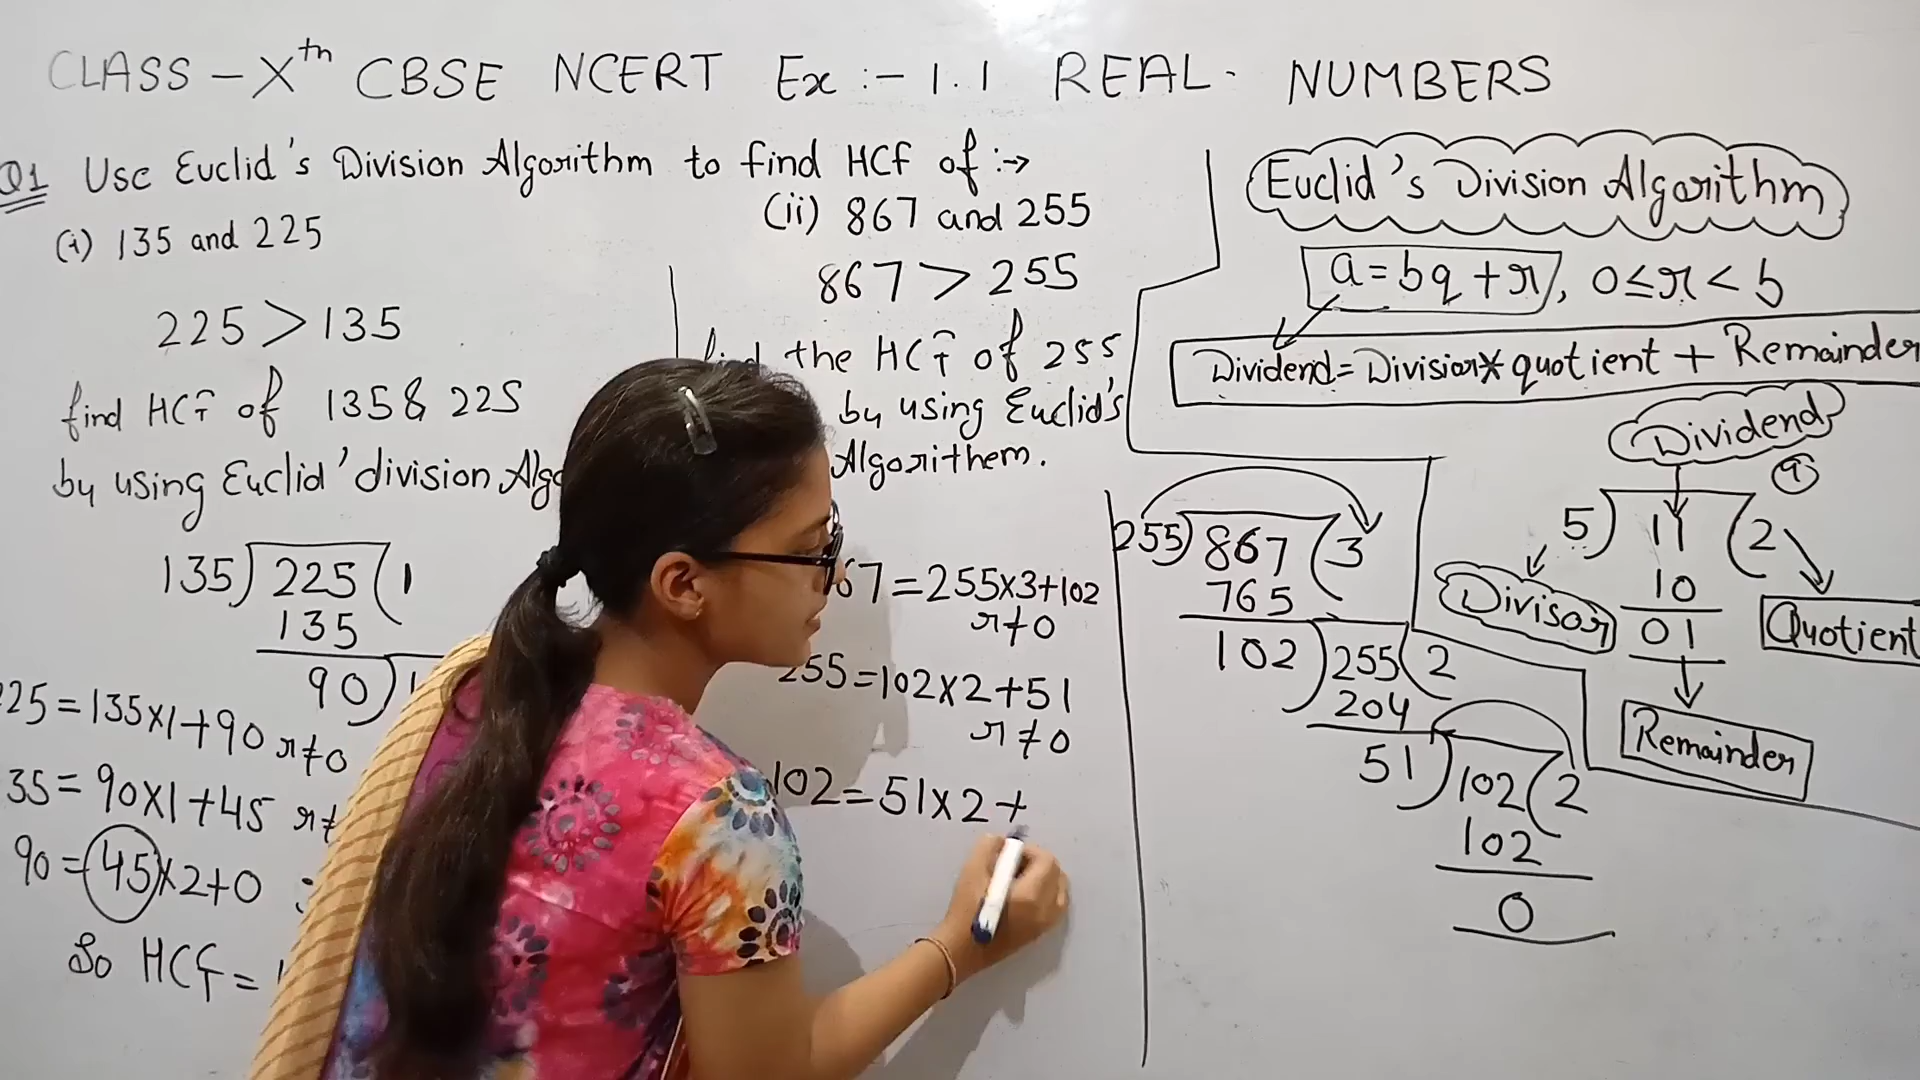 CLASS - Xth CBSE NCERT Ex :- 1.1 REAL - NUMBERS
Q1 Use Euclid's Division Algorithm to find HCF of :→
(i) 135 and 225
225 > 135
find HCF of 135 & 225
by using Euclid' division Algo
135) 225 (1
135
90)
225 = 135x1+90 r≠0
35 = 90x1+45 r≠
90 = 45x2+0
So HCF =
(ii) 867 and 255
867 > 255
find the HCF of 255
by using Euclid's
Algorithem.
67 = 255x3+102
r≠0
255 = 102x2+51
r≠0
102 = 51x2+
255) 867 (3
765
102) 255 (2
204
51) 102 (2
102
0
Euclid's Division Algorithm
a = bq + r, 0 ≤ r < b
Dividend = Division* quotient + Remainder
Dividend
5) 11 (2
10
01
Divisor
Quotient
Remainder